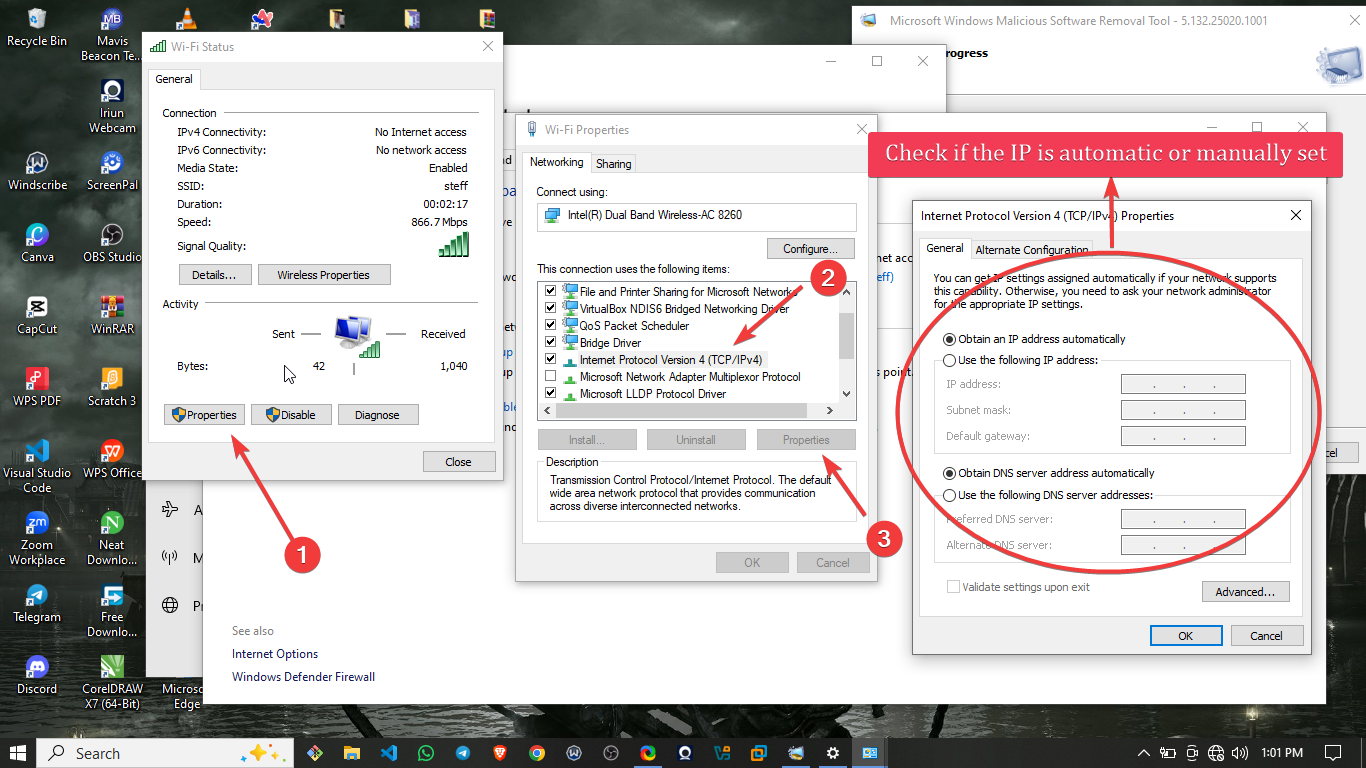 Recycle Bin
Mavis
Beacon Te...
Iriun
Webcam
Windscribe
ScreenPal
Canva
OBS Studio
CapCut
WinRAR
WPS PDF
Scratch 3
Visual Studio
Code
WPS Office
Zoom
Workplace
Neat
Downlo...
Telegram
Free
Downlo...
Discord
CorelDRAW
X7 (64-Bit)
Microso
Edge
Microsoft Windows Malicious Software Removal Tool - 5.132.25020.1001
rogress
Wi-Fi Status
General
Connection
IPv4 Connectivity: No Internet access
IPv6 Connectivity: No network access
Media State: Enabled
SSID: steff
Duration: 00:02:17
Speed: 866.7 Mbps
Signal Quality:
Details...
Wireless Properties
Activity
Sent
Received
Bytes: 42 1,040
Properties
Disable
Diagnose
Close
1
Wi-Fi Properties
Networking
Sharing
Connect using:
Intel(R) Dual Band Wireless-AC 8260
Configure...
This connection uses the following items:
File and Printer Sharing for Microsoft Networks
VirtualBox NDIS6 Bridged Networking Driver
QoS Packet Scheduler
Bridge Driver
Internet Protocol Version 4 (TCP/IPv4)
Microsoft Network Adapter Multiplexor Protocol
Microsoft LLDP Protocol Driver
Install...
Uninstall
Properties
Description
Transmission Control Protocol/Internet Protocol. The default
wide area network protocol that provides communication
across diverse interconnected networks.
OK
Cancel
2
3
Check if the IP is automatic or manually set
Internet Protocol Version 4 (TCP/IPv4) Properties
General
Alternate Configuration
You can get IP settings assigned automatically if your network supports
this capability. Otherwise, you need to ask your network administrator
for the appropriate IP settings.
Obtain an IP address automatically
Use the following IP address:
IP address:
Subnet mask:
Default gateway:
Obtain DNS server address automatically
Use the following DNS server addresses:
Preferred DNS server:
Alternate DNS server:
Validate settings upon exit
Advanced...
OK
Cancel
See also
Internet Options
Windows Defender Firewall
Search
1:01 PM